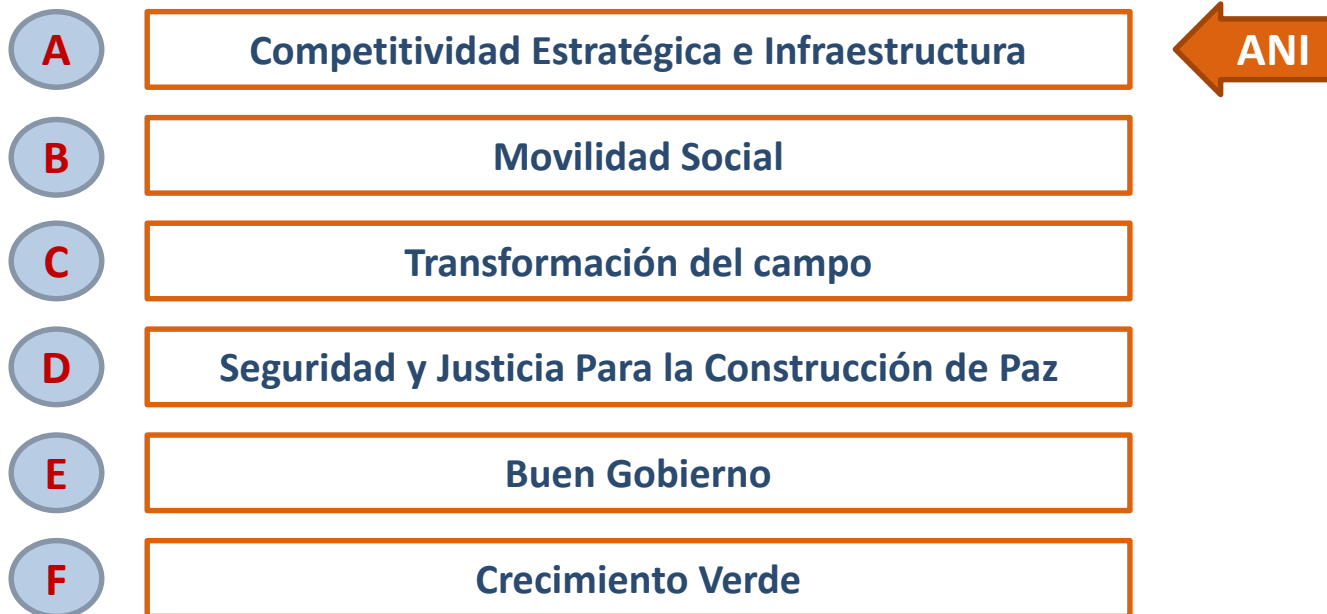 A
Competitividad Estratégica e Infraestructura
ANI
B
Movilidad Social
C
Transformación del campo
D
Seguridad y Justicia Para la Construcción de Paz
E
Buen Gobierno
F
Crecimiento Verde